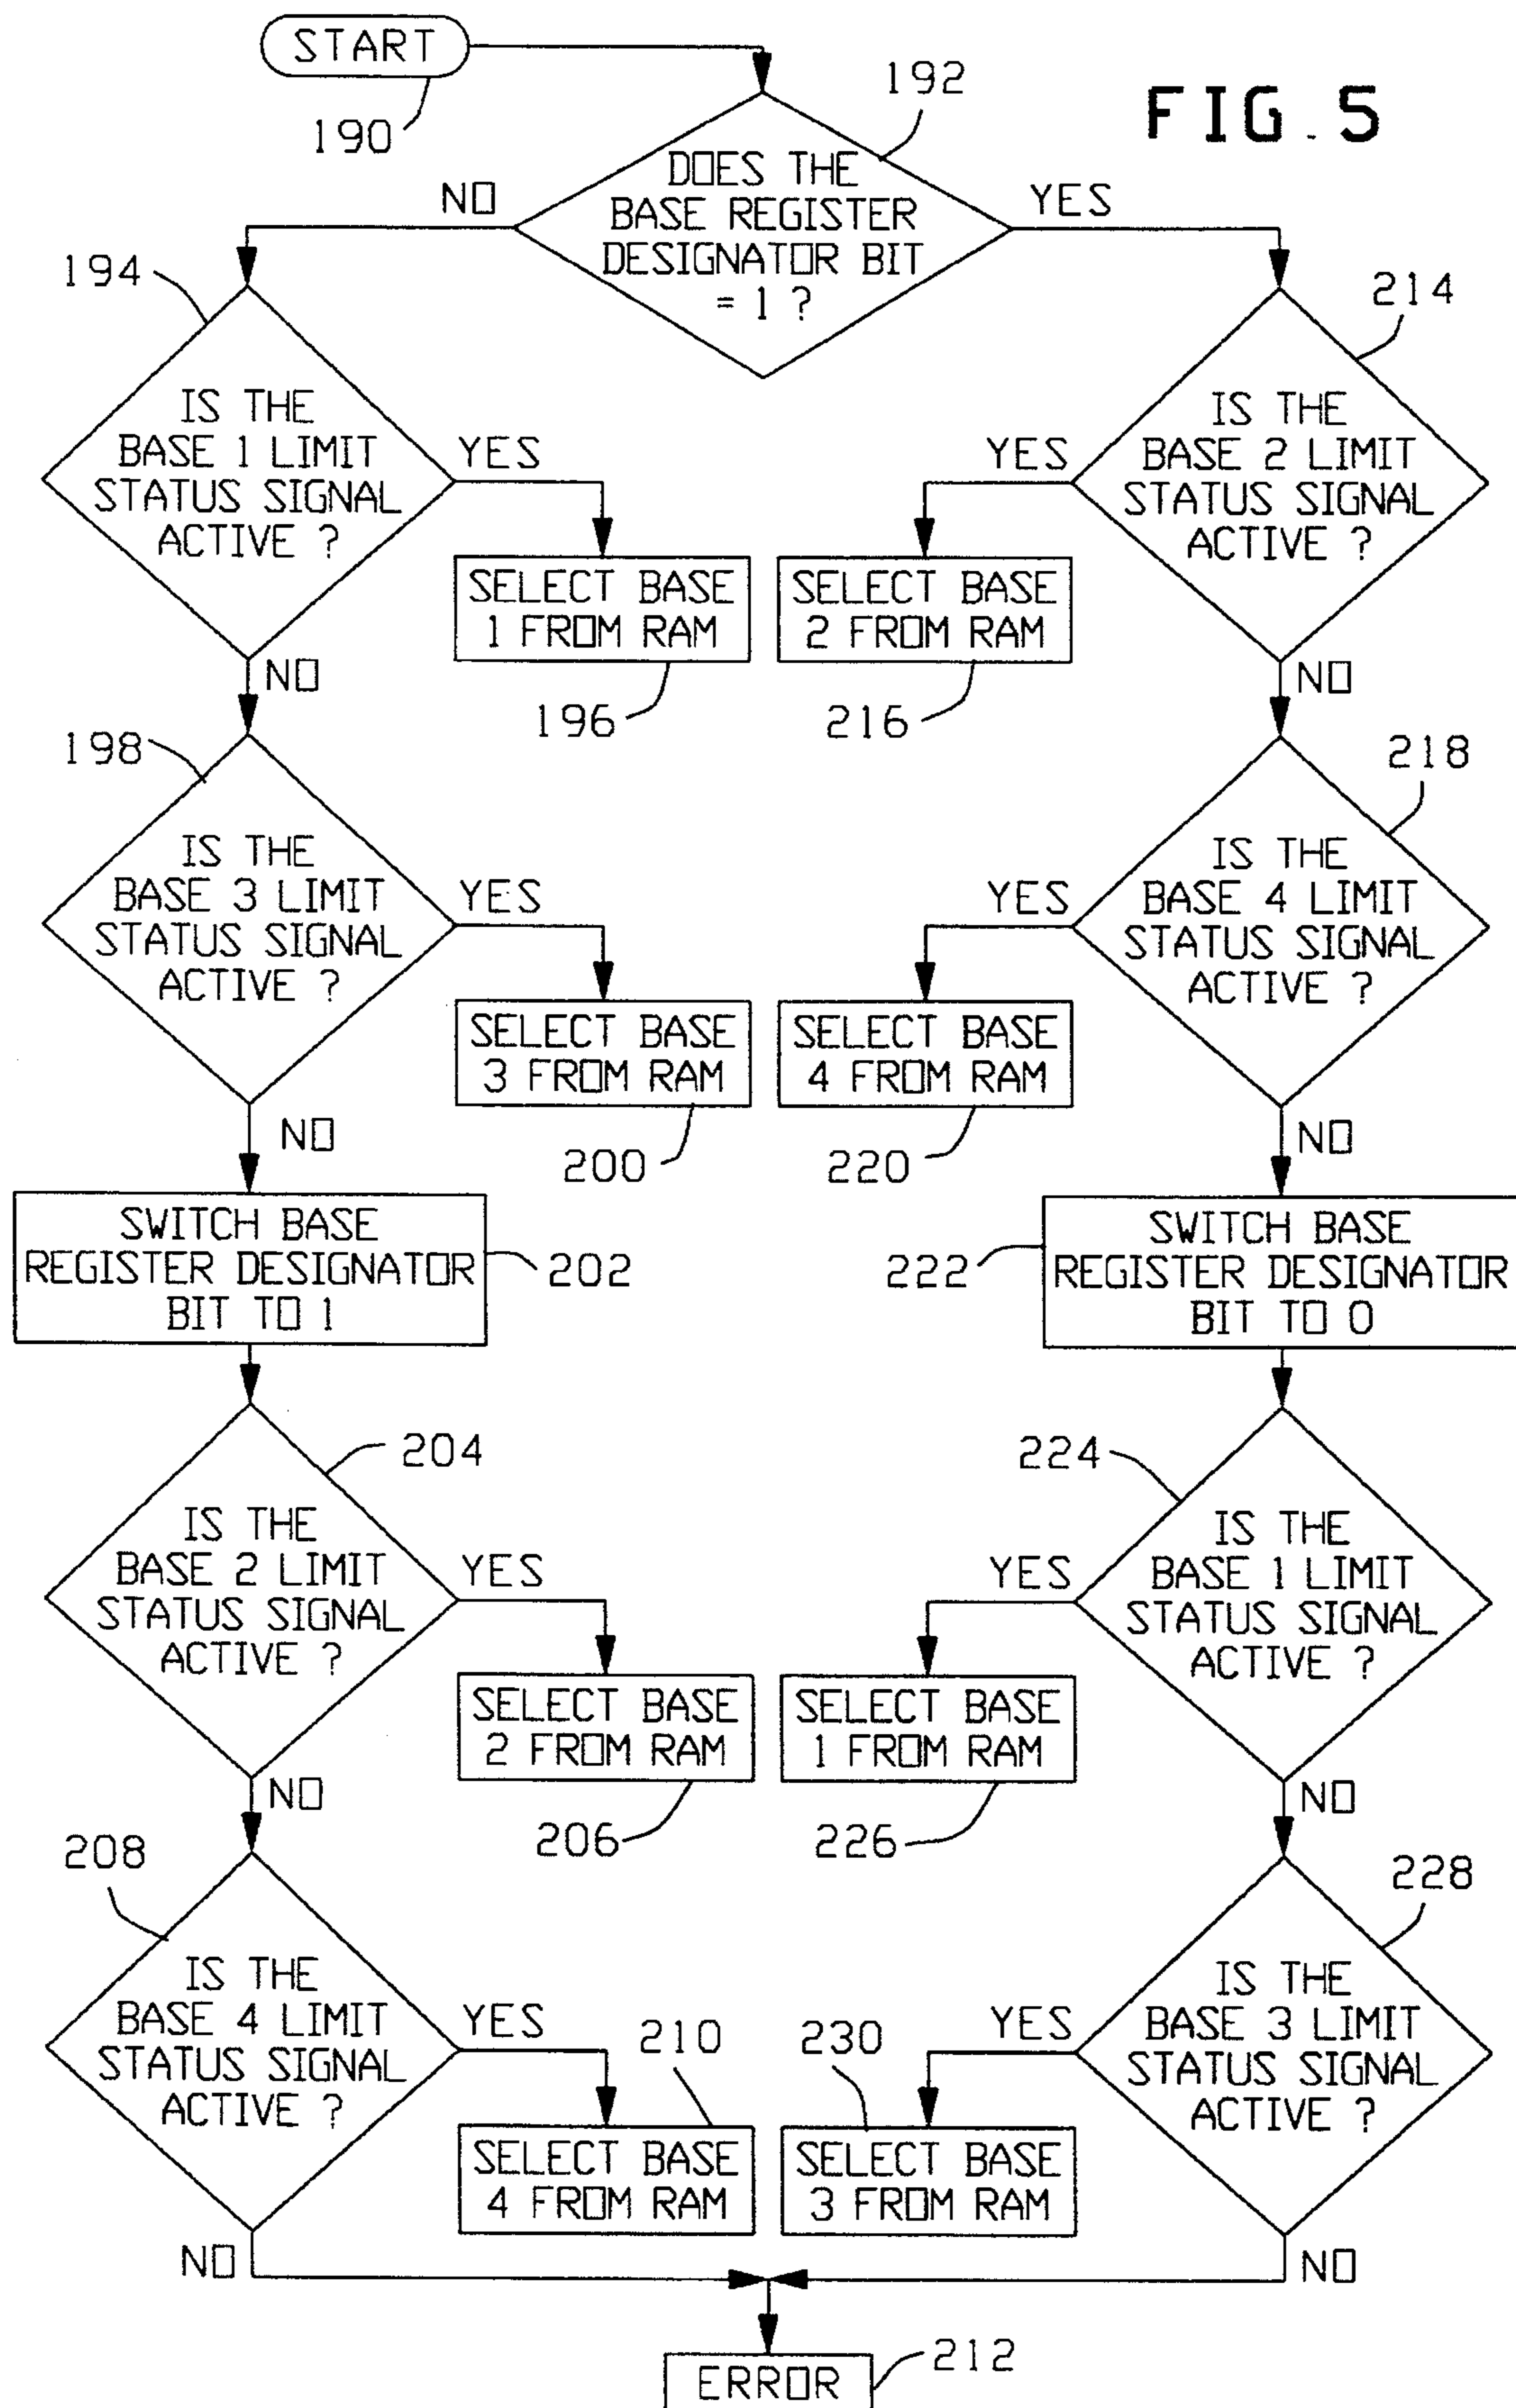 START
190
192
FIG. 5
DOES THE
BASE REGISTER
DESIGNATOR BIT
= 1 ?
NO
YES
194
IS THE
BASE 1 LIMIT
STATUS SIGNAL
ACTIVE ?
YES
214
IS THE
BASE 2 LIMIT
STATUS SIGNAL
ACTIVE ?
YES
SELECT BASE
1 FROM RAM
196
SELECT BASE
2 FROM RAM
216
NO
NO
198
IS THE
BASE 3 LIMIT
STATUS SIGNAL
ACTIVE ?
YES
218
IS THE
BASE 4 LIMIT
STATUS SIGNAL
ACTIVE ?
YES
SELECT BASE
3 FROM RAM
200
SELECT BASE
4 FROM RAM
220
NO
NO
SWITCH BASE
REGISTER DESIGNATOR
BIT TO 1
202
222
SWITCH BASE
REGISTER DESIGNATOR
BIT TO 0
204
IS THE
BASE 2 LIMIT
STATUS SIGNAL
ACTIVE ?
YES
224
IS THE
BASE 1 LIMIT
STATUS SIGNAL
ACTIVE ?
YES
SELECT BASE
2 FROM RAM
206
SELECT BASE
1 FROM RAM
226
NO
NO
208
IS THE
BASE 4 LIMIT
STATUS SIGNAL
ACTIVE ?
YES
228
IS THE
BASE 3 LIMIT
STATUS SIGNAL
ACTIVE ?
YES
210
SELECT BASE
4 FROM RAM
230
SELECT BASE
3 FROM RAM
NO
NO
212
ERROR